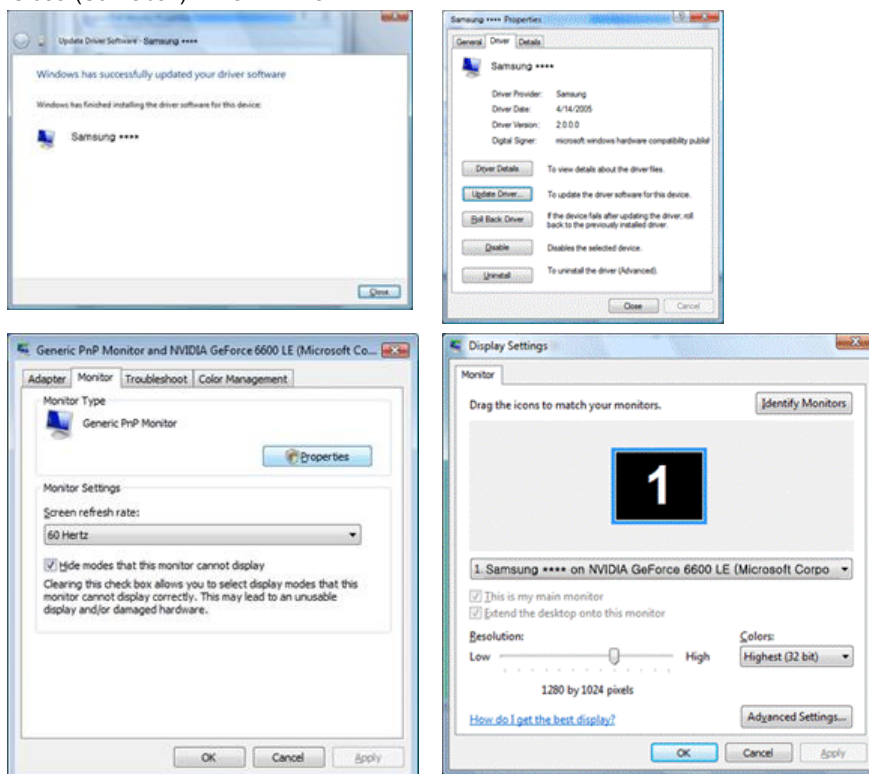 Update Driver Software - Samsung ****
Windows has successfully updated your driver software
Windows has finished installing the driver software for this device:
Samsung ****
Close
Samsung **** Properties
General Driver Details
Samsung ****
Driver Provider: Samsung
Driver Date: 4/14/2005
Driver Version: 2.0.0.0
Digital Signer: microsoft windows hardware compatibility publisl
Driver Details To view details about the driver files.
Update Driver... To update the driver software for this device.
Roll Back Driver If the device fails after updating the driver, roll
back to the previously installed driver.
Disable Disables the selected device.
Uninstall To uninstall the driver (Advanced).
Close Cancel
Generic PnP Monitor and NVIDIA GeForce 6600 LE (Microsoft Co...
Adapter Monitor Troubleshoot Color Management
Monitor Type
Generic PnP Monitor
Properties
Monitor Settings
Screen refresh rate:
60 Hertz
Hide modes that this monitor cannot display
Clearing this check box allows you to select display modes that this
monitor cannot display correctly. This may lead to an unusable
display and/or damaged hardware.
OK Cancel Apply
Display Settings
Monitor
Drag the icons to match your monitors.
Identify Monitors
1
1. Samsung **** on NVIDIA GeForce 6600 LE (Microsoft Corpo
This is my main monitor
Extend the desktop onto this monitor
Resolution:
Low High
1280 by 1024 pixels
Colors:
Highest (32 bit)
How do I get the best display?
Advanced Settings...
OK Cancel Apply